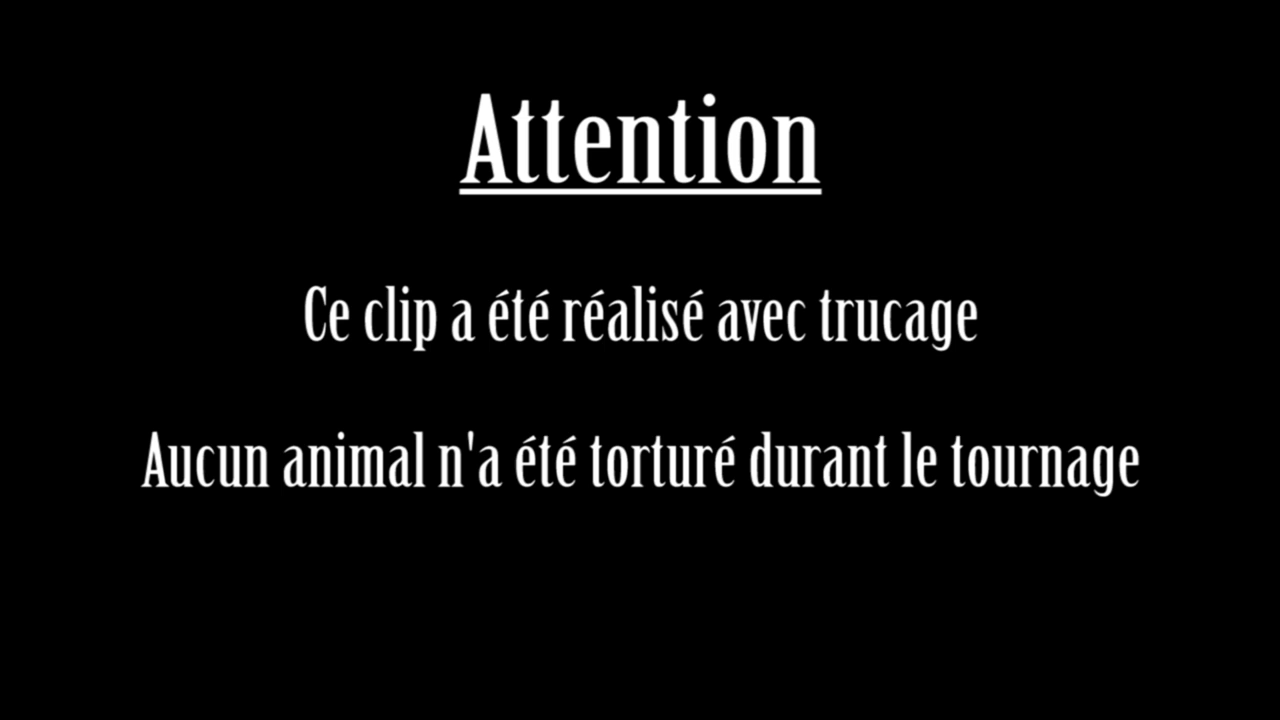 Attention
Ce clip a été réalisé avec trucage
Aucun animal n'a été torturé durant le tournage